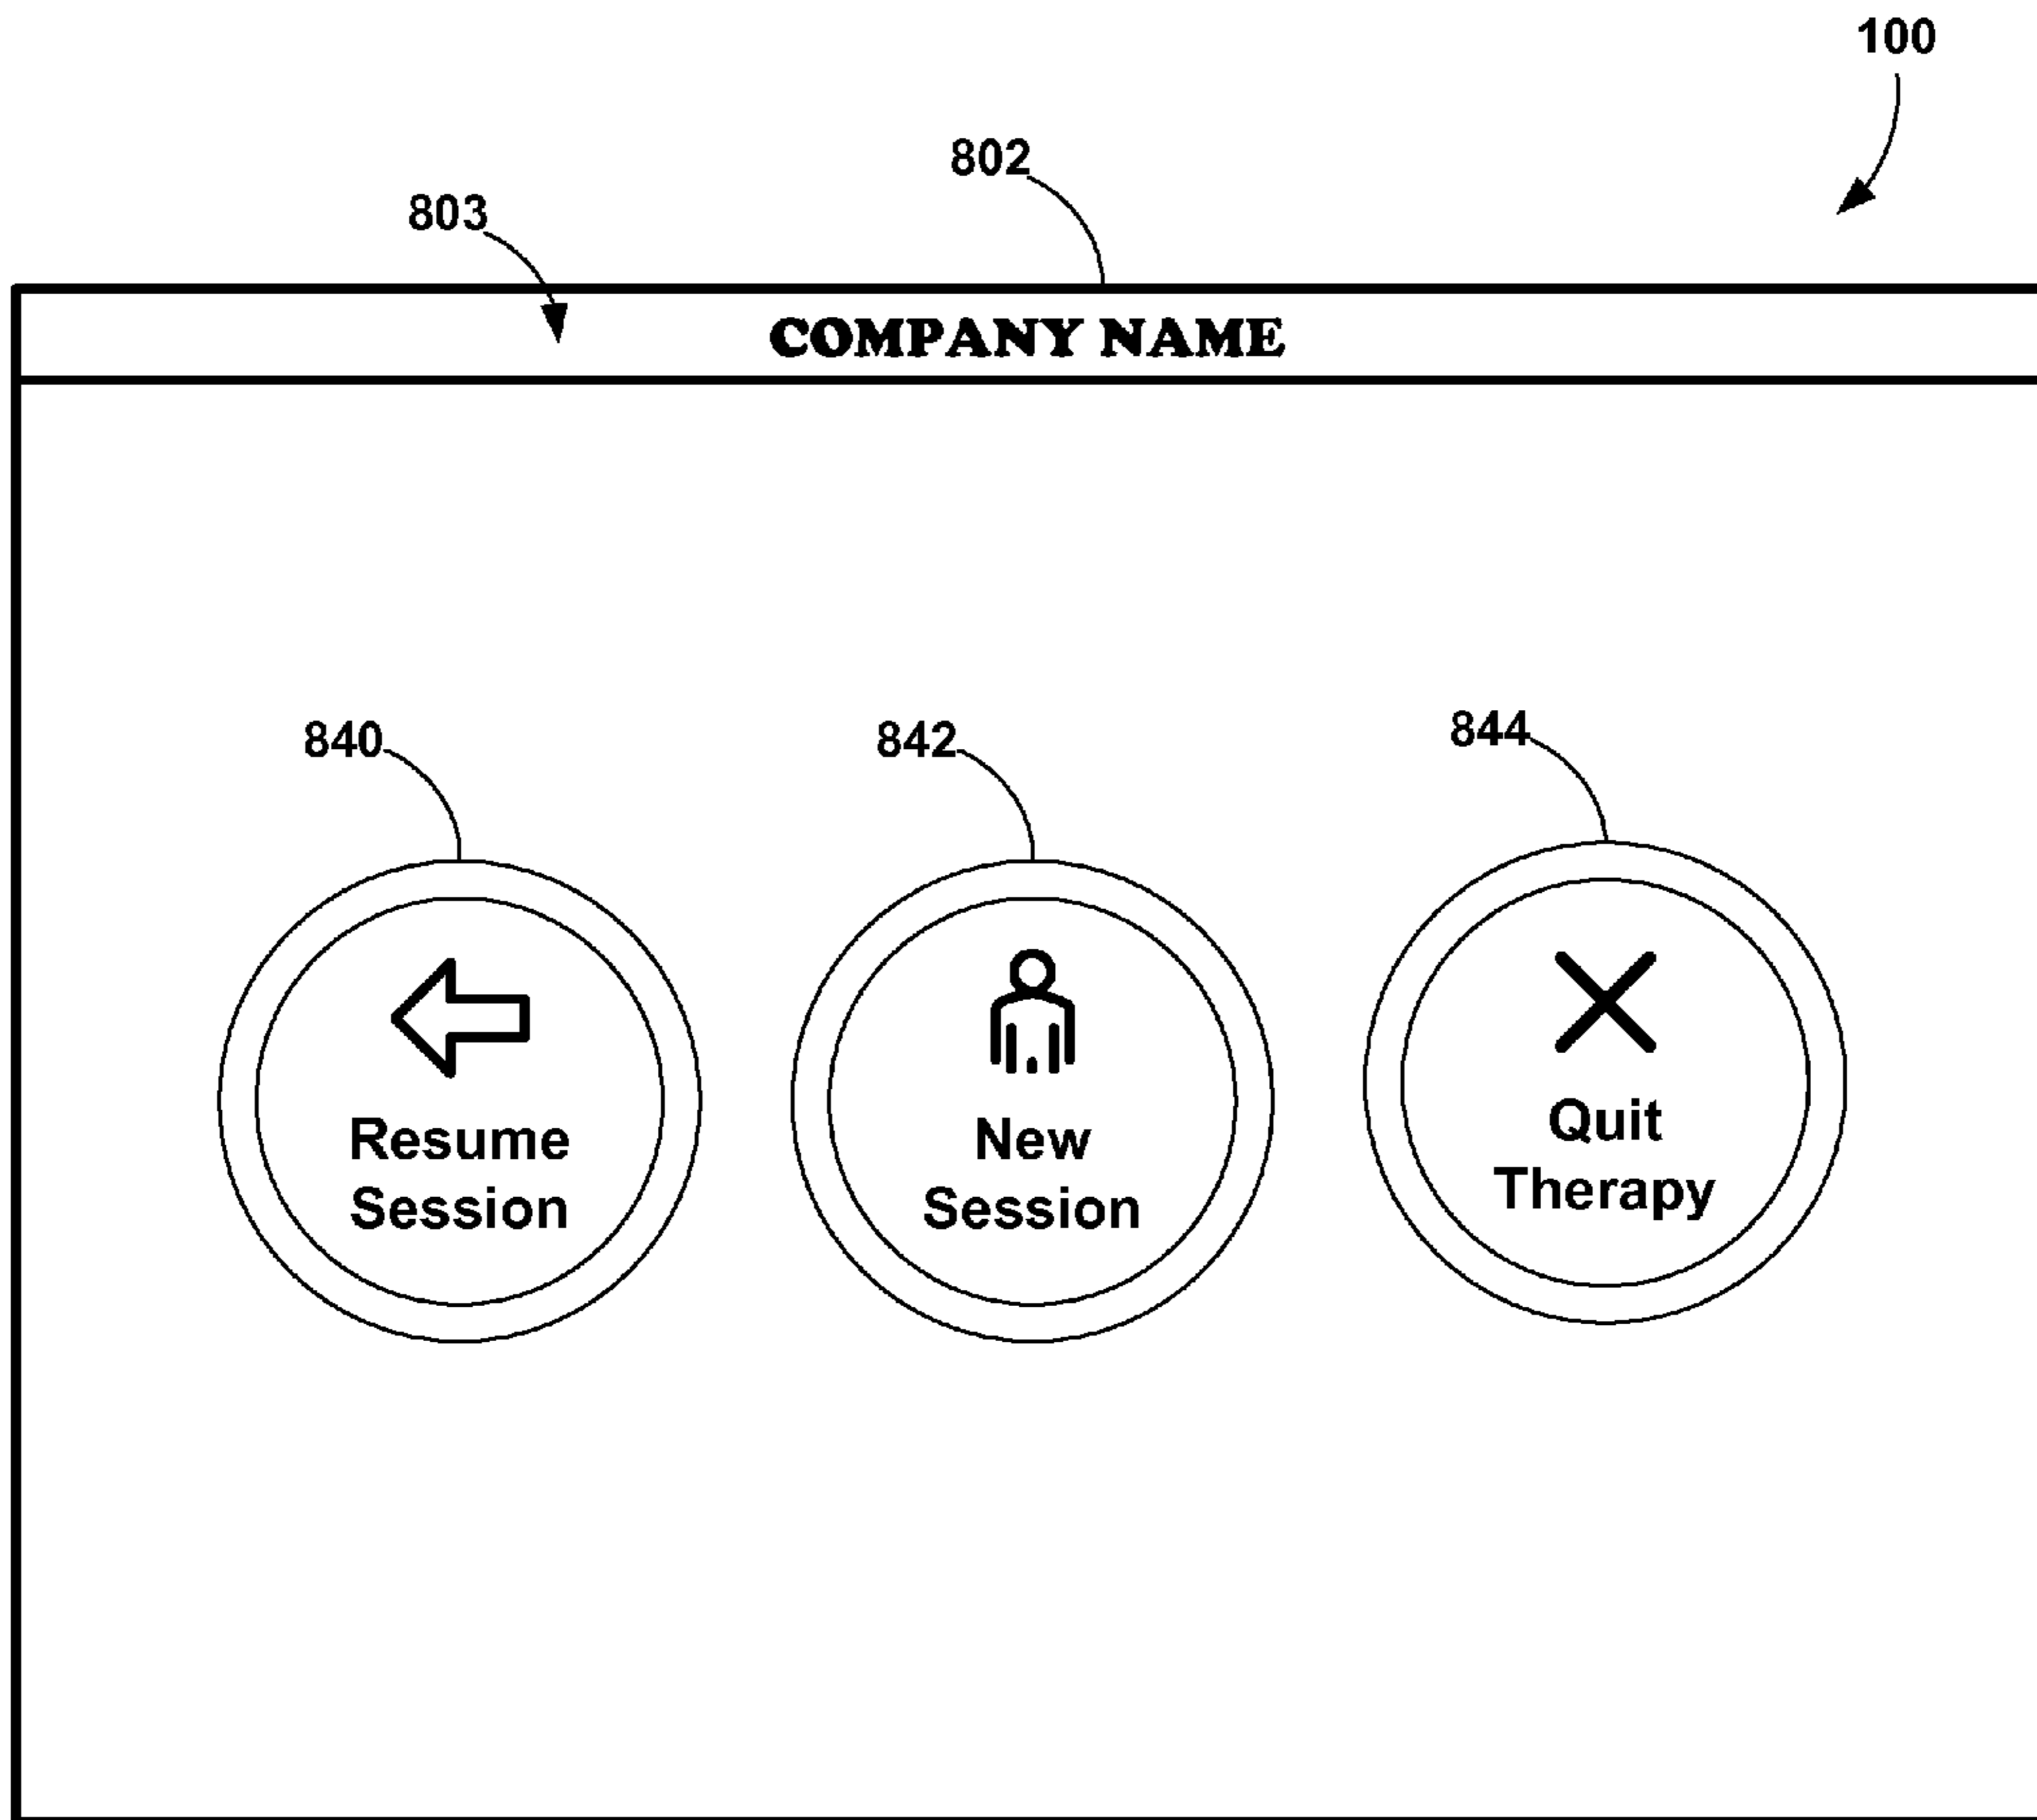 100
802
803
COMPANY NAME
840
842
844
Resume
Session
New
Session
Quit
Therapy